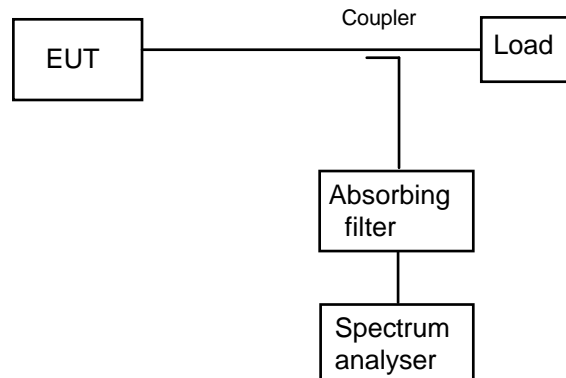 Coupler
EUT
Load
Absorbing
filter
Spectrum
analyser